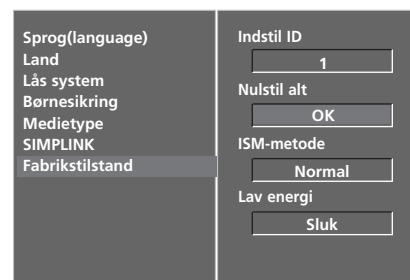 Sprog(language)
Land
Lås system
Børnesikring
Medietype
SIMPLINK
Fabrikstilstand
Indstil ID
1
Nulstil alt
OK
ISM-metode
Normal
Lav energi
Sluk